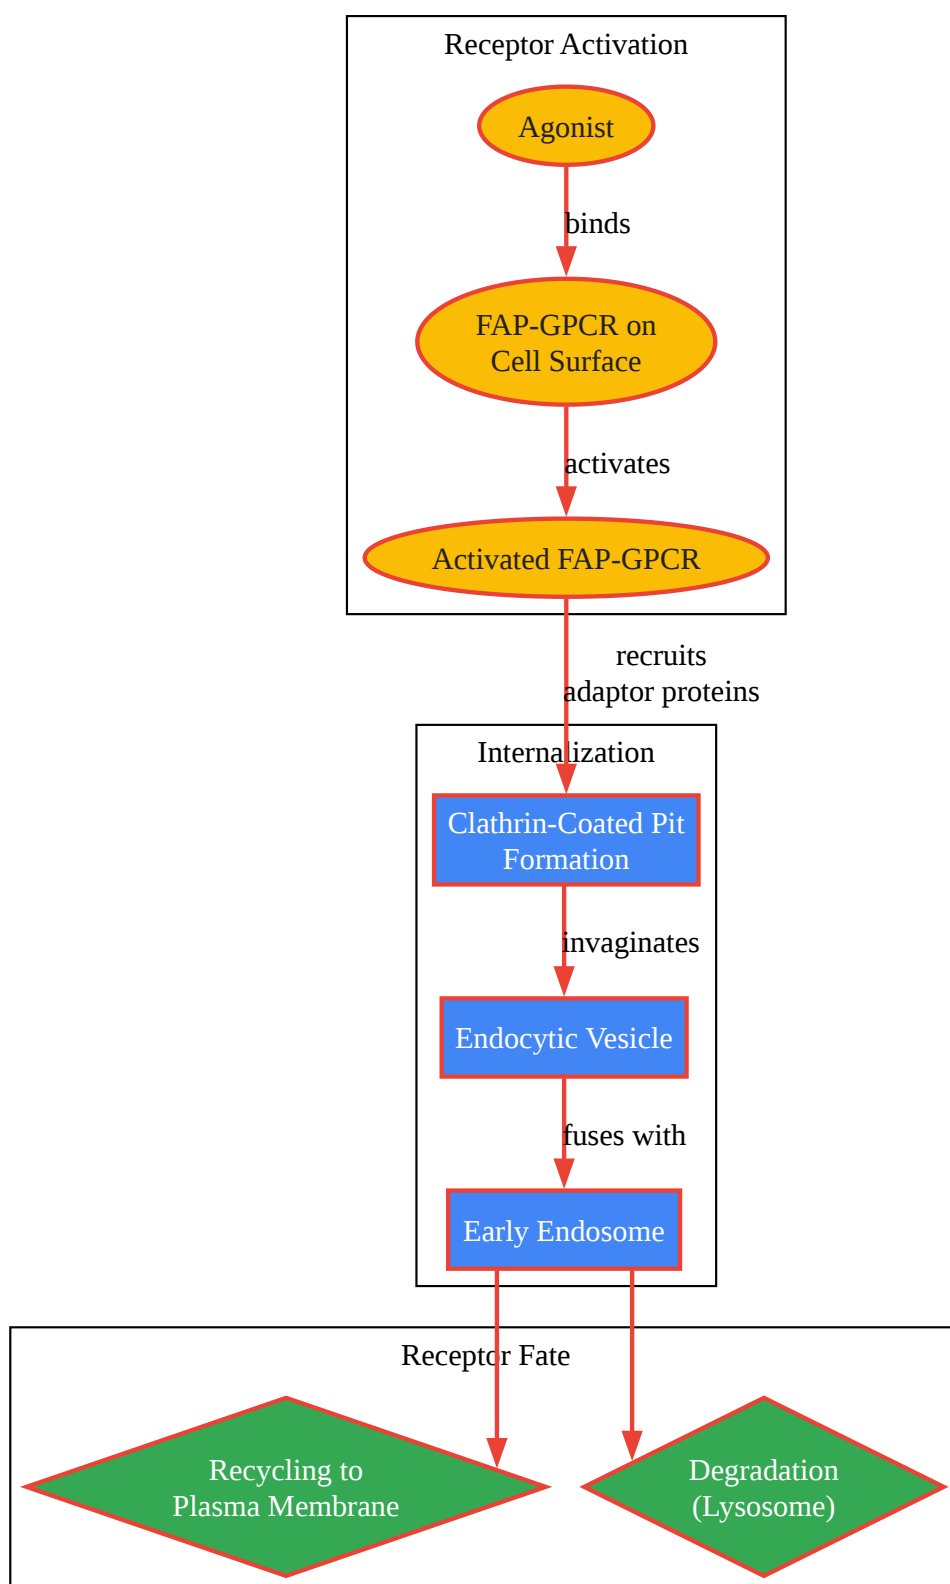 Receptor Activation
Agonist
binds
FAP-GPCR on
Cell Surface
activates
Activated FAP-GPCR
recruits
adaptor proteins
Internalization
Clathrin-Coated Pit
Formation
invaginates
Endocytic Vesicle
fuses with
Early Endosome
Receptor Fate
Recycling to
Plasma Membrane
Degradation
(Lysosome)